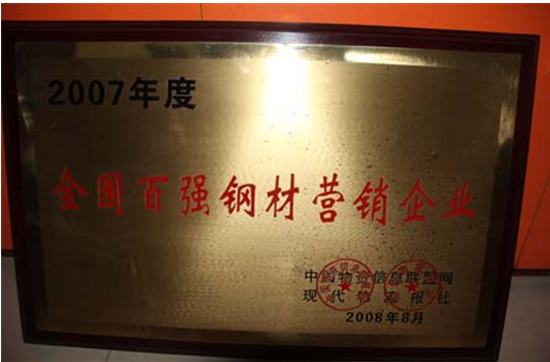 2007年度
全国百强钢材营销企业
中国物资信息联盟网
现代物流报社
2008年8月